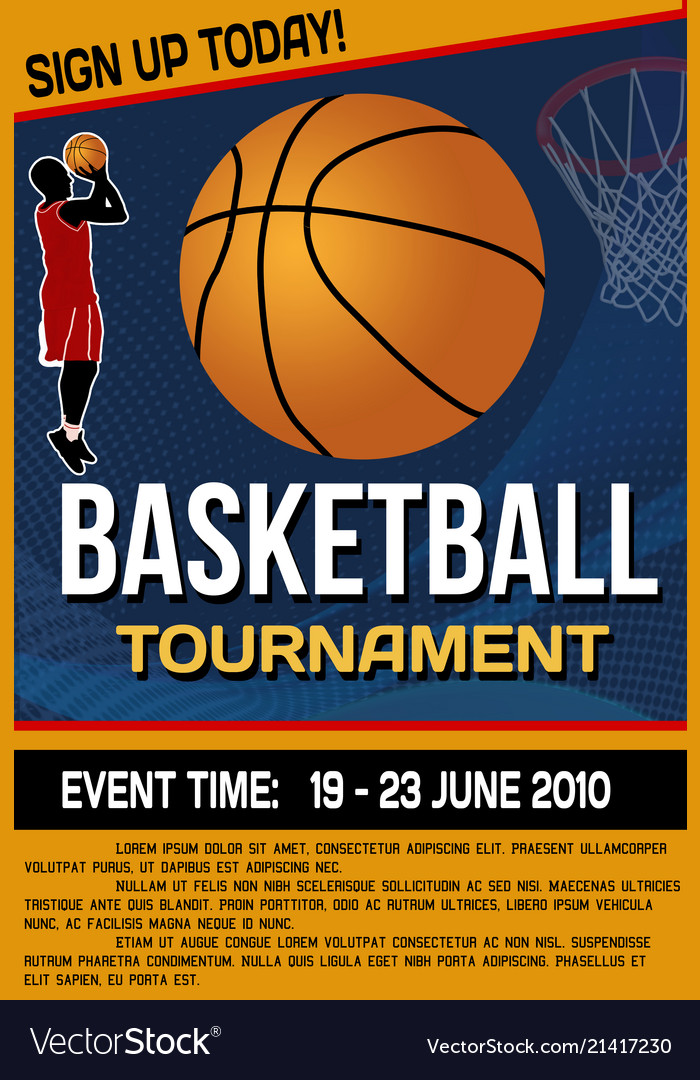 SIGN UP TODAY!
BASKETBALL
TOURNAMENT
EVENT TIME: 19 - 23 JUNE 2010
LOREM IPSUM DOLOR SIT AMET, CONSECTETUR ADIPISCING ELIT. PRAESENT ULLAMCORPER
VOLUTPAT PURUS, UT DAPIBUS EST ADIPISCING NEC.
NULLAM UT FELIS NON NIBH SCELERISQUE SOLLICITUDIN AC SED NISI. MAECENAS ULTRICIES
TRISTIQUE ANTE QUIS BLANDIT. PROIN PORTTITOR, ODIO AC RUTRUM ULTRICES, LIBERO IPSUM VEHICULA
NUNC, AC FACILISIS MAGNA NEQUE ID NUNC.
ETIAM UT AUGUE CONGUE LOREM VOLUTPAT CONSECTETUR AC NON NISL. SUSPENDISSE
RUTRUM PHARETRA CONDIMENTUM. NULLA QUIS LIGULA EGET NIBH PORTA ADIPISCING. PHASELLUS ET
ELIT SAPIEN, EU PORTA EST.
VectorStock® VectorStock.com/21417230